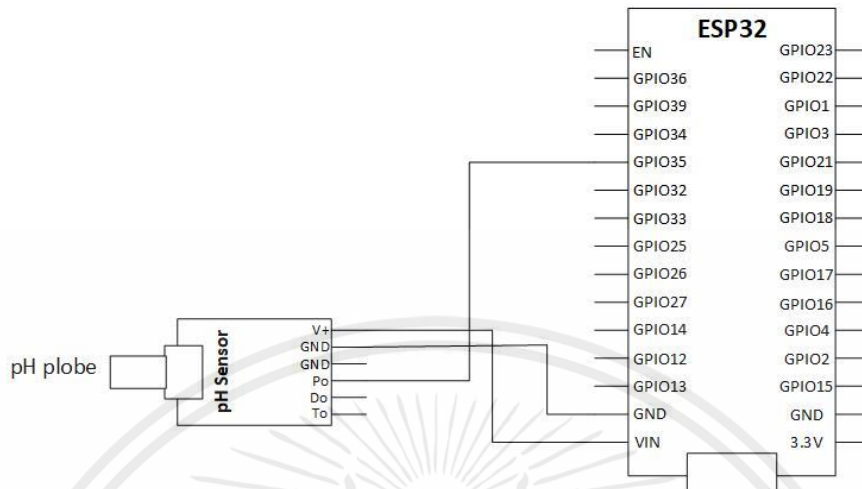 ESP32
EN
GPIO36
GPIO39
GPIO34
GPIO35
GPIO32
GPIO33
GPIO25
GPIO26
GPIO27
GPIO14
GPIO12
GPIO13
GND
VIN
GPIO23
GPIO22
GPIO1
GPIO3
GPIO21
GPIO19
GPIO18
GPIO5
GPIO17
GPIO16
GPIO4
GPIO2
GPIO15
GND
3.3V
pH plobe
pH Sensor
V+
GND
GND
Po
Do
To